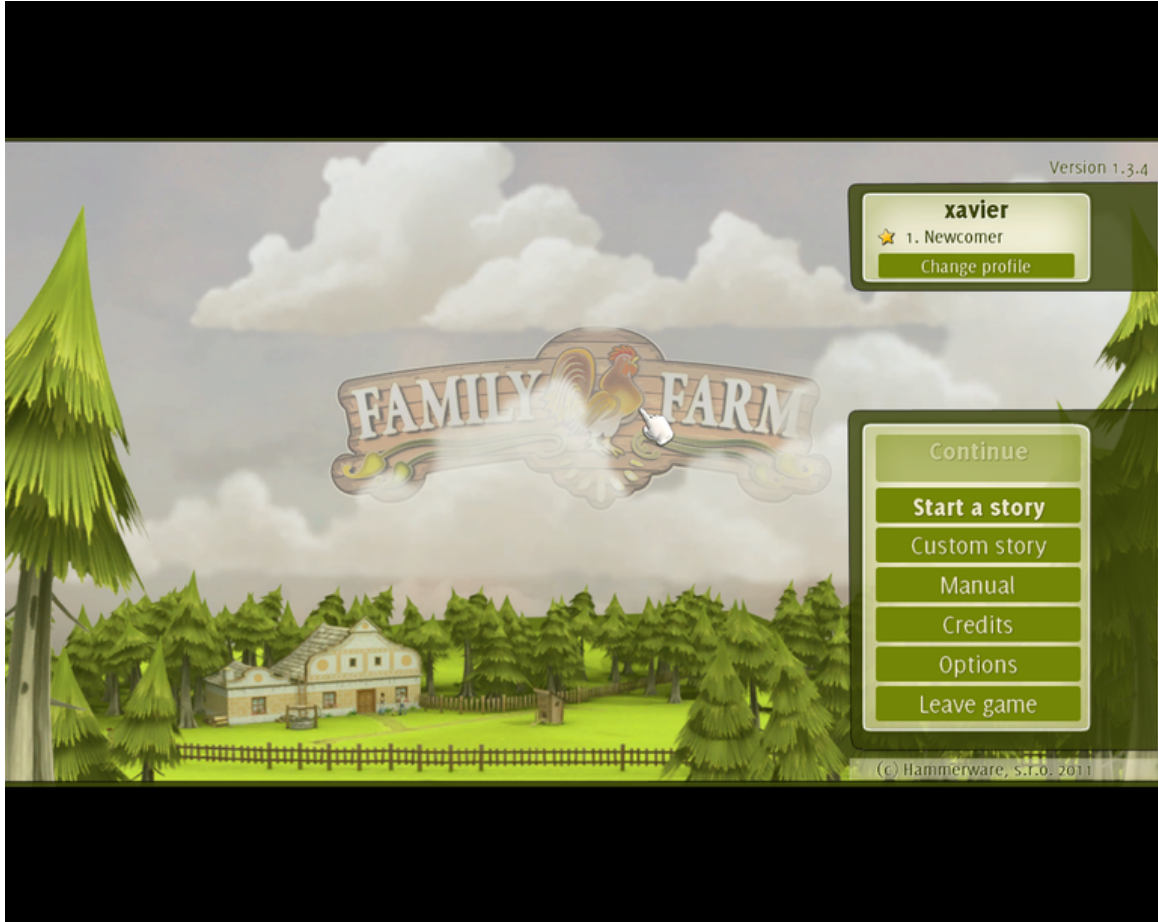 Version 1.3.4
xavier
1. Newcomer
Change profile
FAMILY FARM
Continue
Start a story
Custom story
Manual
Credits
Options
Leave game
(c) Hammerware, s.r.o. 2011